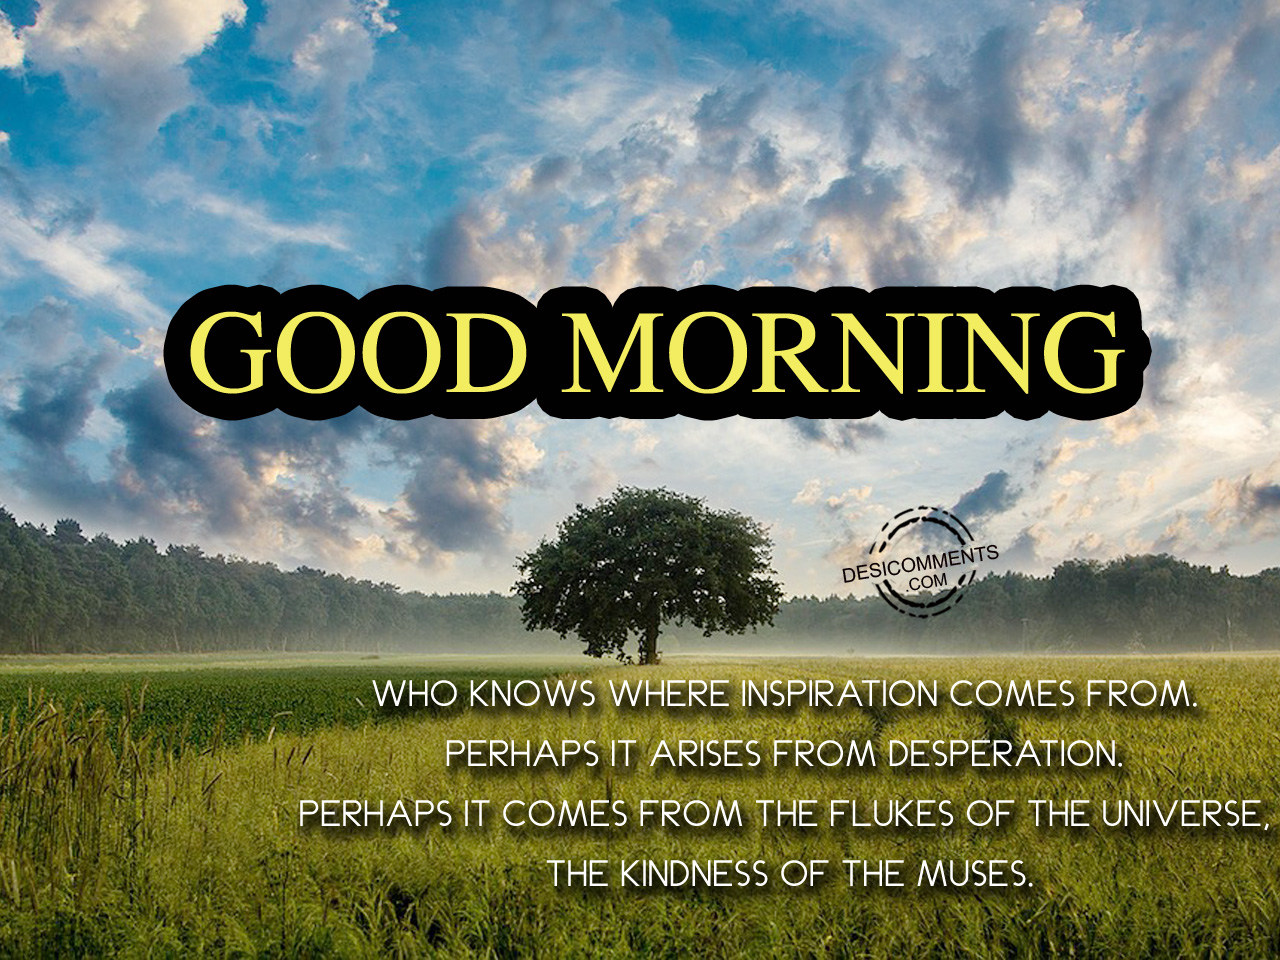 GOOD MORNING
DESICOMMENTS
.COM
WHO KNOWS WHERE INSPIRATION COMES FROM.
PERHAPS IT ARISES FROM DESPERATION.
PERHAPS IT COMES FROM THE FLUKES OF THE UNIVERSE,
THE KINDNESS OF THE MUSES.